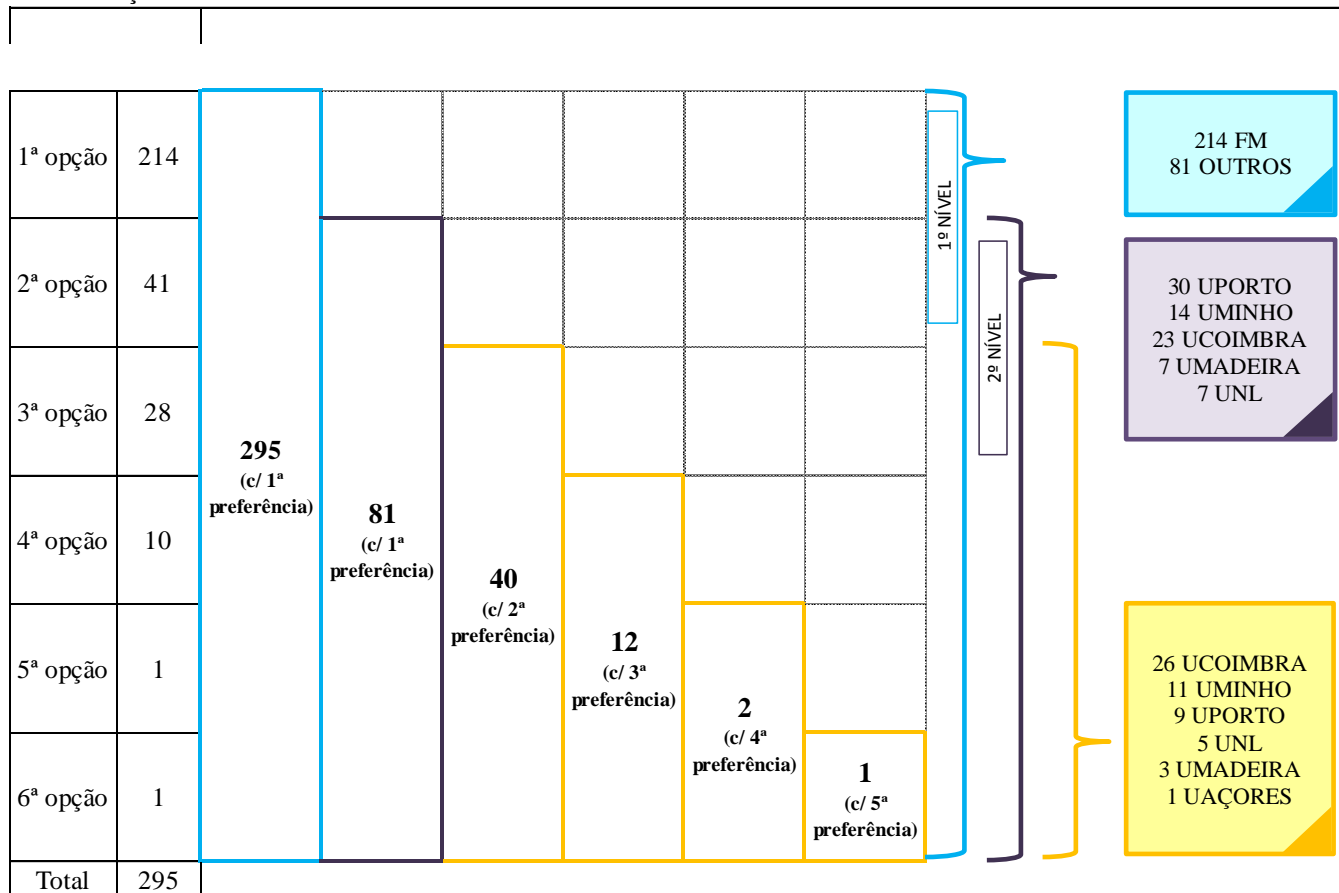 1ª opção 214
2ª opção 41
3ª opção 28
4ª opção 10
5ª opção 1
6ª opção 1
Total 295
295
(c/ 1ª
preferência)
81
(c/ 1ª
preferência)
40
(c/ 2ª
preferência)
12
(c/ 3ª
preferência)
2
(c/ 4ª
preferência)
1
(c/ 5ª
preferência)
1º NÍVEL
2º NÍVEL
214 FM
81 OUTROS
30 UPORTO
14 UMINHO
23 UCOIMBRA
7 UMADEIRA
7 UNL
26 UCOIMBRA
11 UMINHO
9 UPORTO
5 UNL
3 UMADEIRA
1 UAÇORES